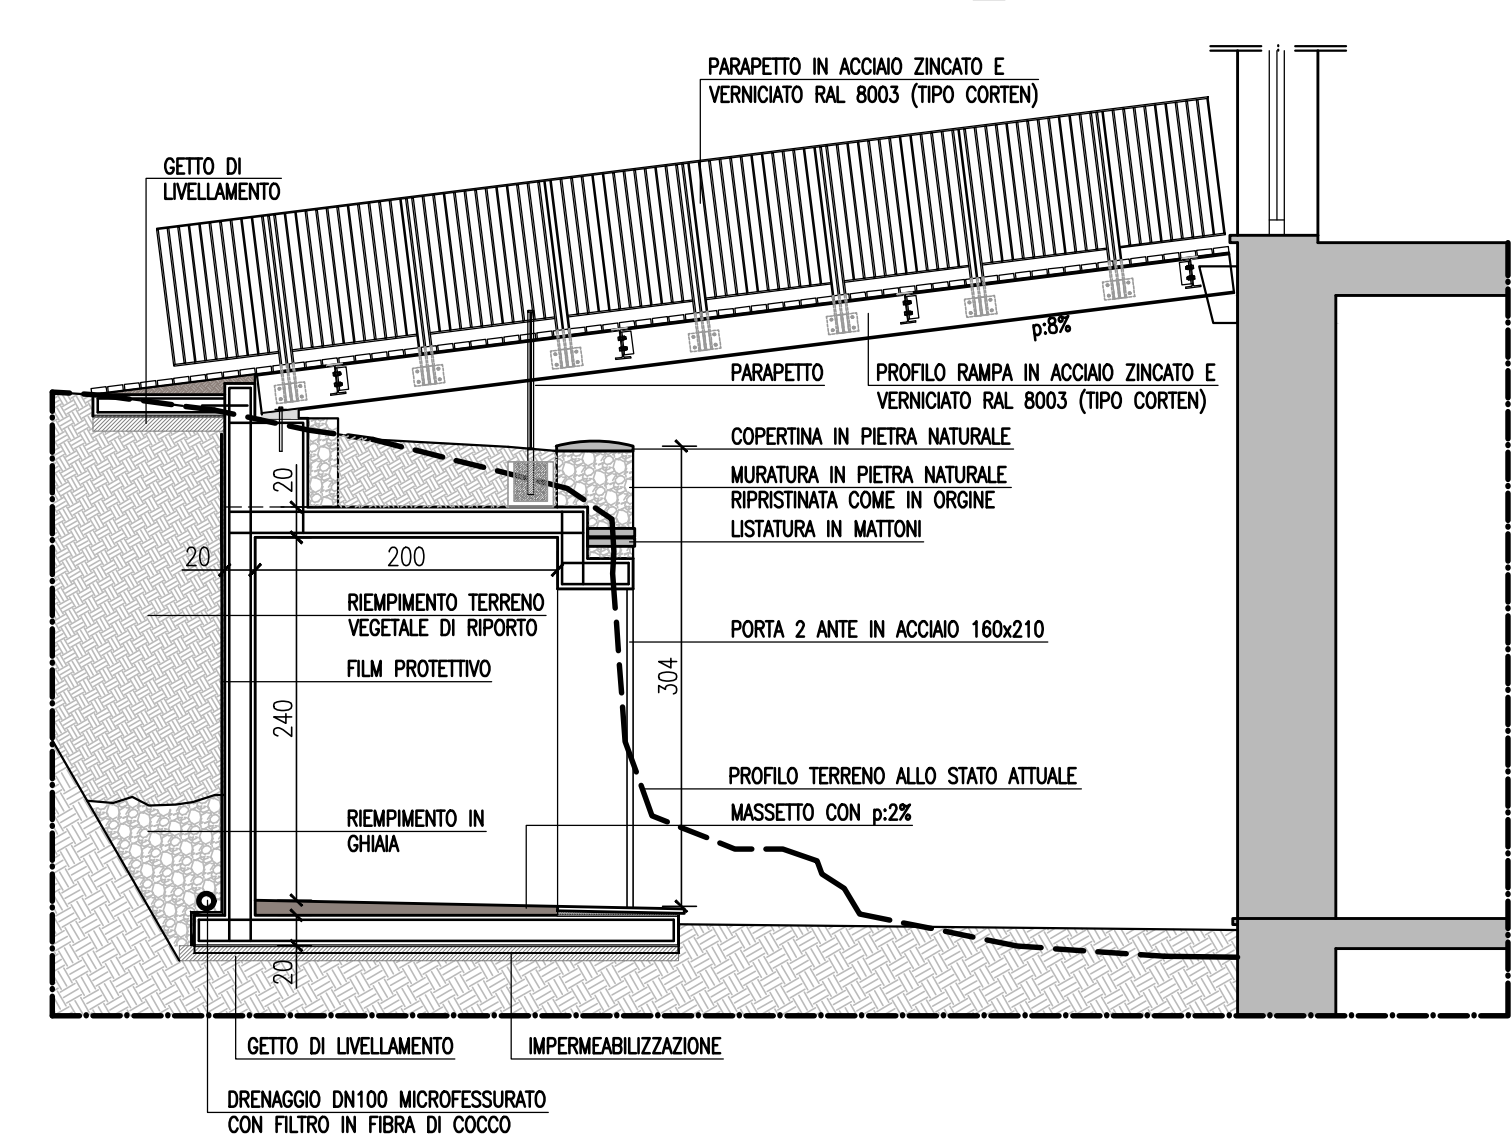 PARAPETTO IN ACCIAIO ZINCATO E
VERNICIATO RAL 8003 (TIPO CORTEN)
GETTO DI
LIVELLAMENTO
p:8%
PARAPETTO
PROFILO RAMPA IN ACCIAIO ZINCATO E
VERNICIATO RAL 8003 (TIPO CORTEN)
COPERTINA IN PIETRA NATURALE
MURATURA IN PIETRA NATURALE
RIPRISTINATA COME IN ORGINE
LISTATURA IN MATTONI
20
20
200
RIEMPIMENTO TERRENO
VEGETALE DI RIPORTO
PORTA 2 ANTE IN ACCIAIO 160x210
FILM PROTETTIVO
304
240
PROFILO TERRENO ALLO STATO ATTUALE
MASSETTO CON p:2%
RIEMPIMENTO IN
GHIAIA
20
GETTO DI LIVELLAMENTO
IMPERMEABILIZZAZIONE
DRENAGGIO DN100 MICROFESSURATO
CON FILTRO IN FIBRA DI COCCO